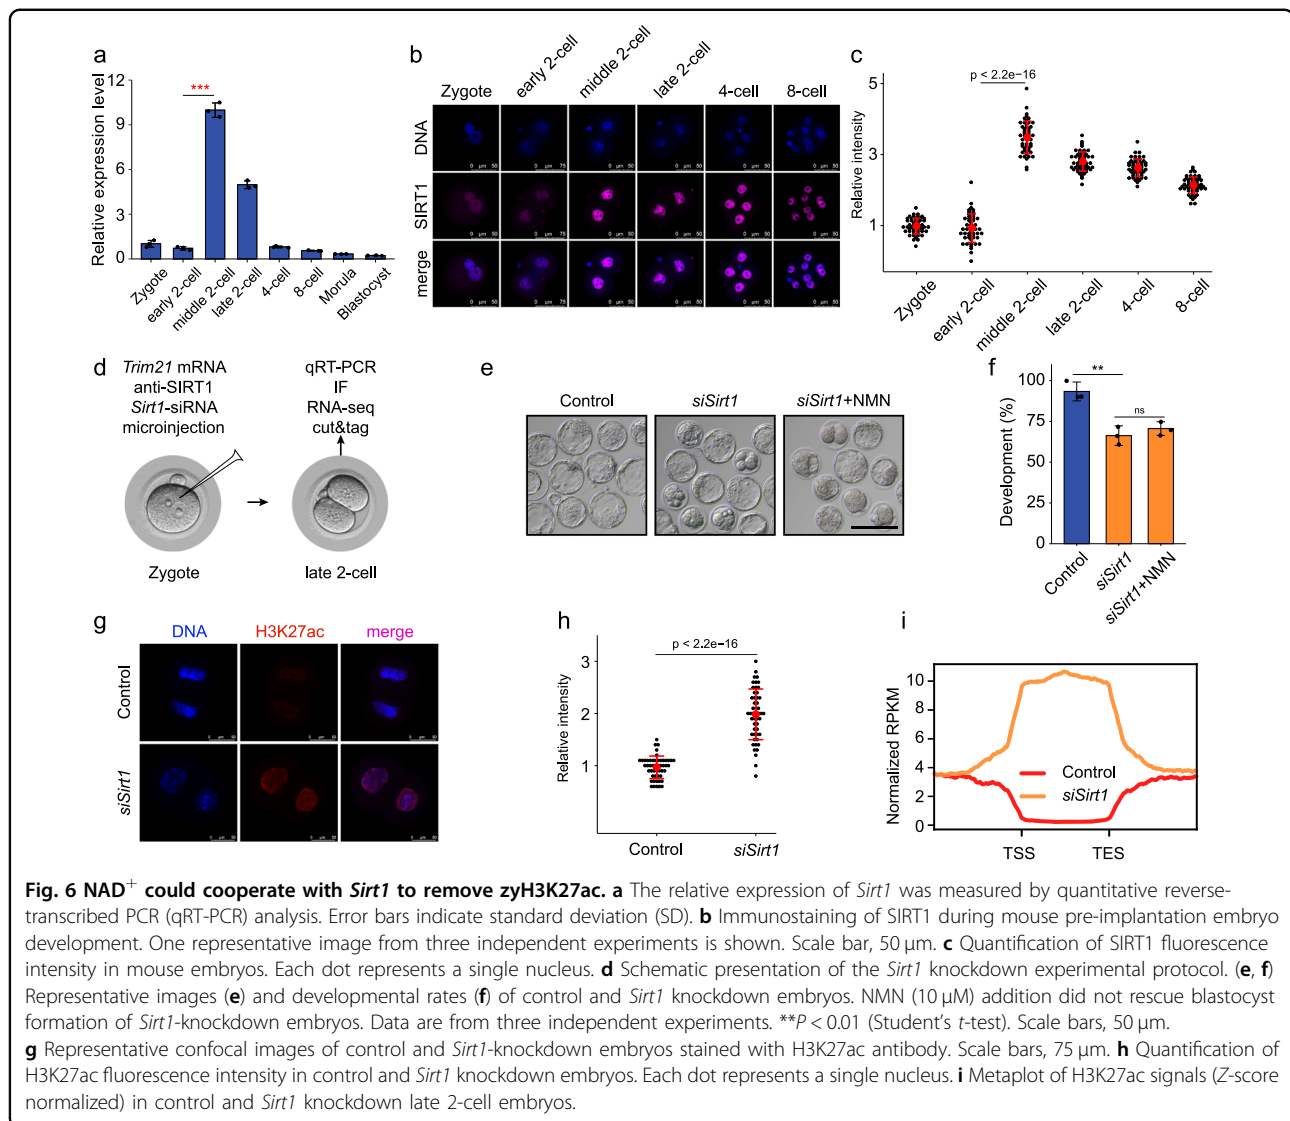 a
Relative expression level
12
9
6
3
0
***
Zygote
early 2-cell
middle 2-cell
late 2-cell
4-cell
8-cell
Morula
Blastocyst
b
Zygote
early 2-cell
middle 2-cell
late 2-cell
4-cell
8-cell
DNA
SIRT1
merge
c
Relative intensity
5
3
1
p < 2.2e−16
Zygote
early 2-cell
middle 2-cell
late 2-cell
4-cell
8-cell
d
Trim21 mRNA
anti-SIRT1
Sirt1-siRNA
microinjection
qRT-PCR
IF
RNA-seq
cut&tag
Zygote
late 2-cell
e
Control
siSirt1
siSirt1+NMN
f
Development (%)
100
75
50
25
0
**
ns
Control
siSirt1
siSirt1+NMN
g
DNA
H3K27ac
merge
Control
siSirt1
h
Relative intensity
3
2
1
p < 2.2e−16
Control
siSirt1
i
Normalized RPKM
10
8
6
4
2
0
Control
siSirt1
TSS
TES
Fig. 6 NAD+ could cooperate with Sirt1 to remove zyH3K27ac. a The relative expression of Sirt1 was measured by quantitative reverse-
transcribed PCR (qRT-PCR) analysis. Error bars indicate standard deviation (SD). b Immunostaining of SIRT1 during mouse pre-implantation embryo
development. One representative image from three independent experiments is shown. Scale bar, 50 μm. c Quantification of SIRT1 fluorescence
intensity in mouse embryos. Each dot represents a single nucleus. d Schematic presentation of the Sirt1 knockdown experimental protocol. (e, f)
Representative images (e) and developmental rates (f) of control and Sirt1 knockdown embryos. NMN (10 μM) addition did not rescue blastocyst
formation of Sirt1-knockdown embryos. Data are from three independent experiments. **P < 0.01 (Student's t-test). Scale bars, 50 μm.
g Representative confocal images of control and Sirt1-knockdown embryos stained with H3K27ac antibody. Scale bars, 75 μm. h Quantification of
H3K27ac fluorescence intensity in control and Sirt1 knockdown embryos. Each dot represents a single nucleus. i Metaplot of H3K27ac signals (Z-score
normalized) in control and Sirt1 knockdown late 2-cell embryos.